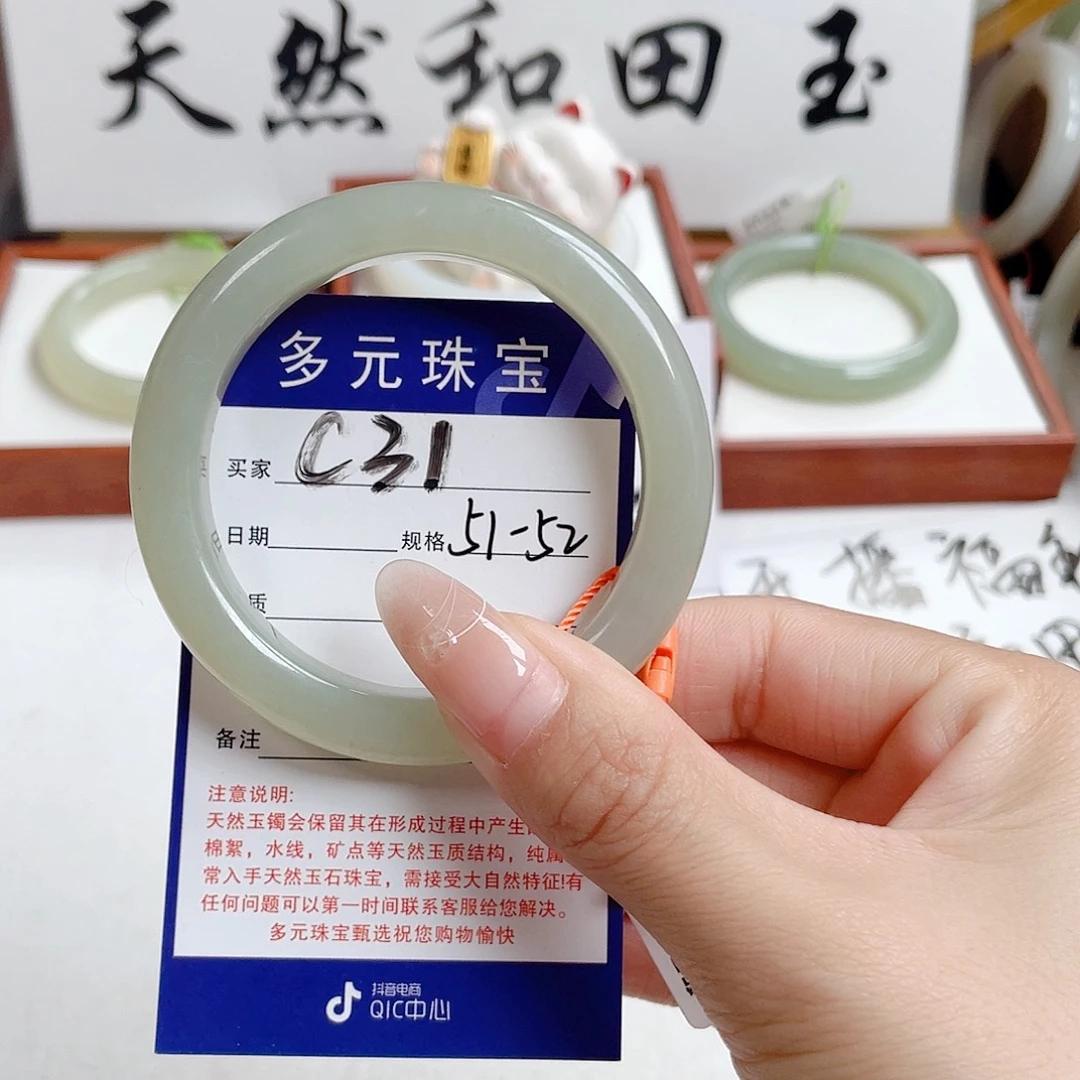 天然和田玉
多元珠宝
买家 C31
日期 规格 51-52
质
备注
注意说明:
天然玉镯会保留其在形成过程中产生
棉絮，水线，矿点等天然玉质结构，纯属
常入手天然玉石珠宝，需接受大自然特征!有
任何问题可以第一时间联系客服给您解决。
多元珠宝甄选祝您购物愉快
抖音电商
QIC中心
福